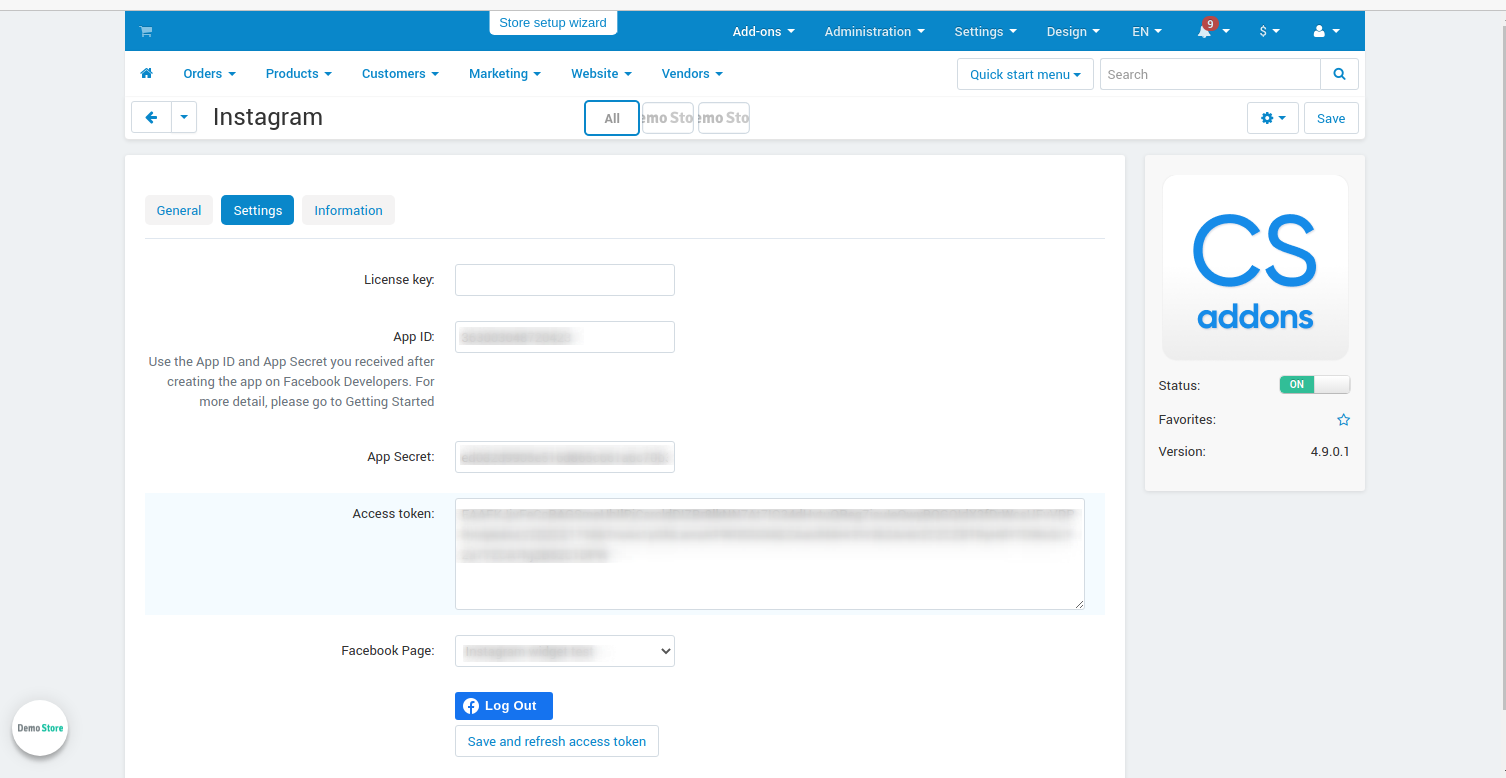 Store setup wizard
Add-ons
Administration
Settings
Design
EN
9
$
Orders
Products
Customers
Marketing
Website
Vendors
Quick start menu
Search
Instagram
All
emo Sto
emo Sto
Save
General
Settings
Information
License key:
App ID:
Use the App ID and App Secret you received after
creating the app on Facebook Developers. For
more detail, please go to Getting Started
App Secret:
Access token:
Facebook Page:
Log Out
Save and refresh access token
CS
addons
Status:
ON
Favorites:
Version:
4.9.0.1
Demo Store